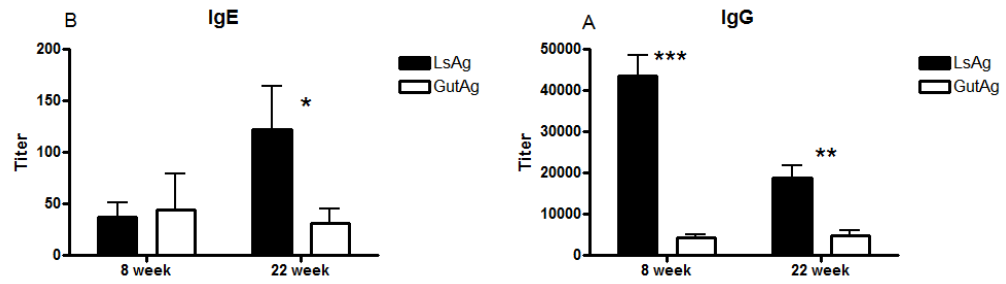 B
IgE
200
150
100
50
0
Titer
*
8 week
22 week
LsAg
GutAg
A
IgG
50000
40000
30000
20000
10000
0
Titer
***
**
8 week
22 week
LsAg
GutAg